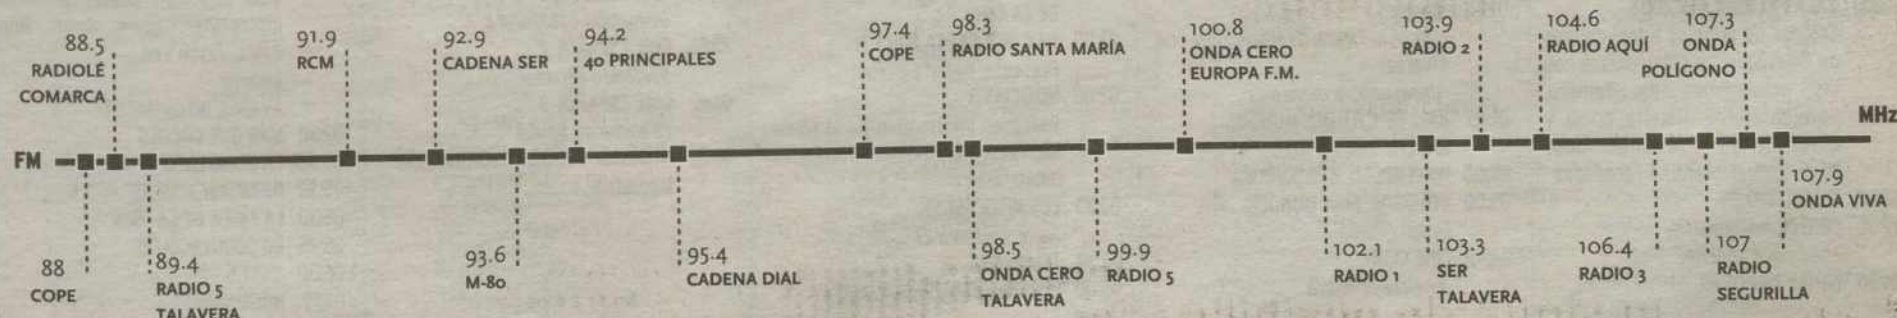 88.5
RADIOLÉ
COMARCA
91.9
RCM
92.9
CADENA SER
94.2
40 PRINCIPALES
97.4
COPE
98.3
RADIO SANTA MARÍA
100.8
ONDA CERO
EUROPA F.M.
103.9
RADIO 2
104.6
RADIO AQUÍ
107.3
ONDA
POLÍGONO
MHz
FM
88
COPE
89.4
RADIO 5
TALAVERA
93.6
M-80
95.4
CADENA DIAL
98.5
ONDA CERO
TALAVERA
99.9
RADIO 5
102.1
RADIO 1
103.3
SER
TALAVERA
106.4
RADIO 3
107
RADIO
SEGURILLA
107.9
ONDA VIVA